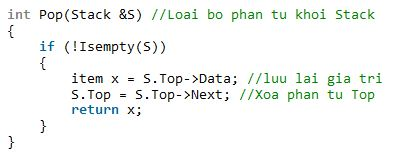 int Pop(Stack &S) //Loai bo phan tu khoi Stack
{
    if (!Isempty(S))
    {
        item x = S.Top->Data; //luu lai gia tri
        S.Top = S.Top->Next; //Xoa phan tu Top
        return x;
    }
}